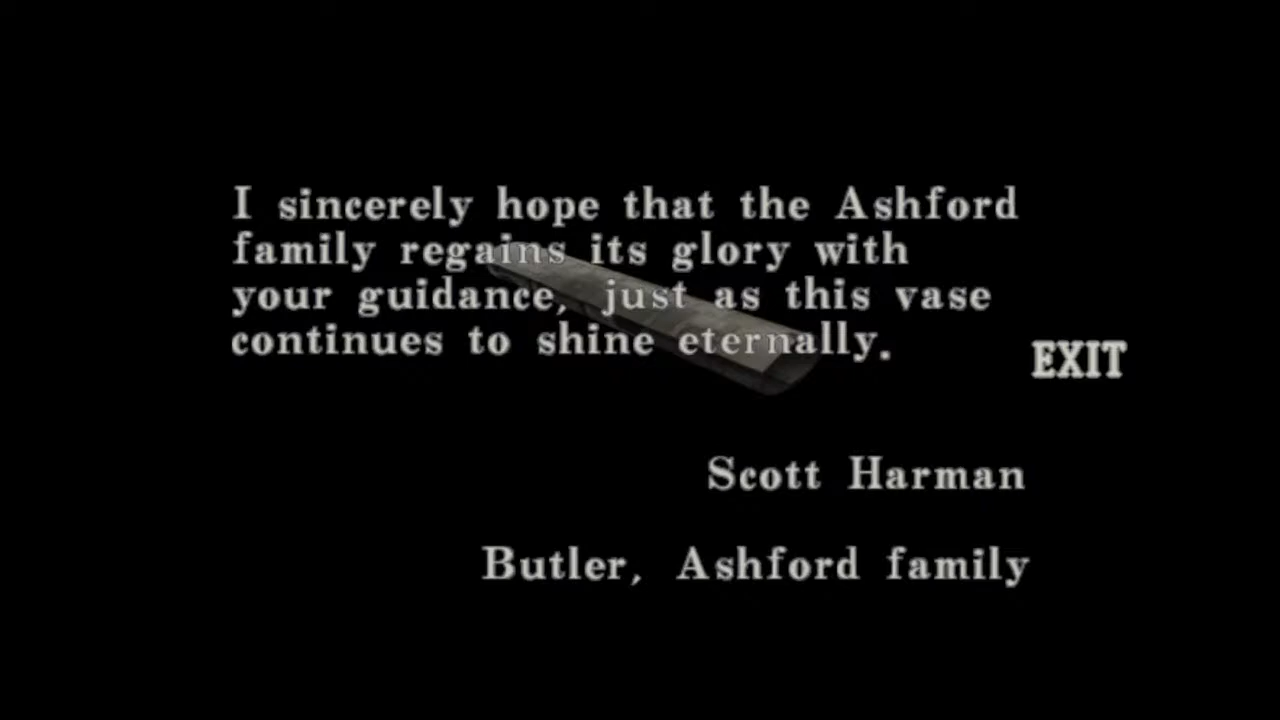 I sincerely hope that the Ashford
family regains its glory with
your guidance, just as this vase
continues to shine eternally.
EXIT
Scott Harman
Butler, Ashford family